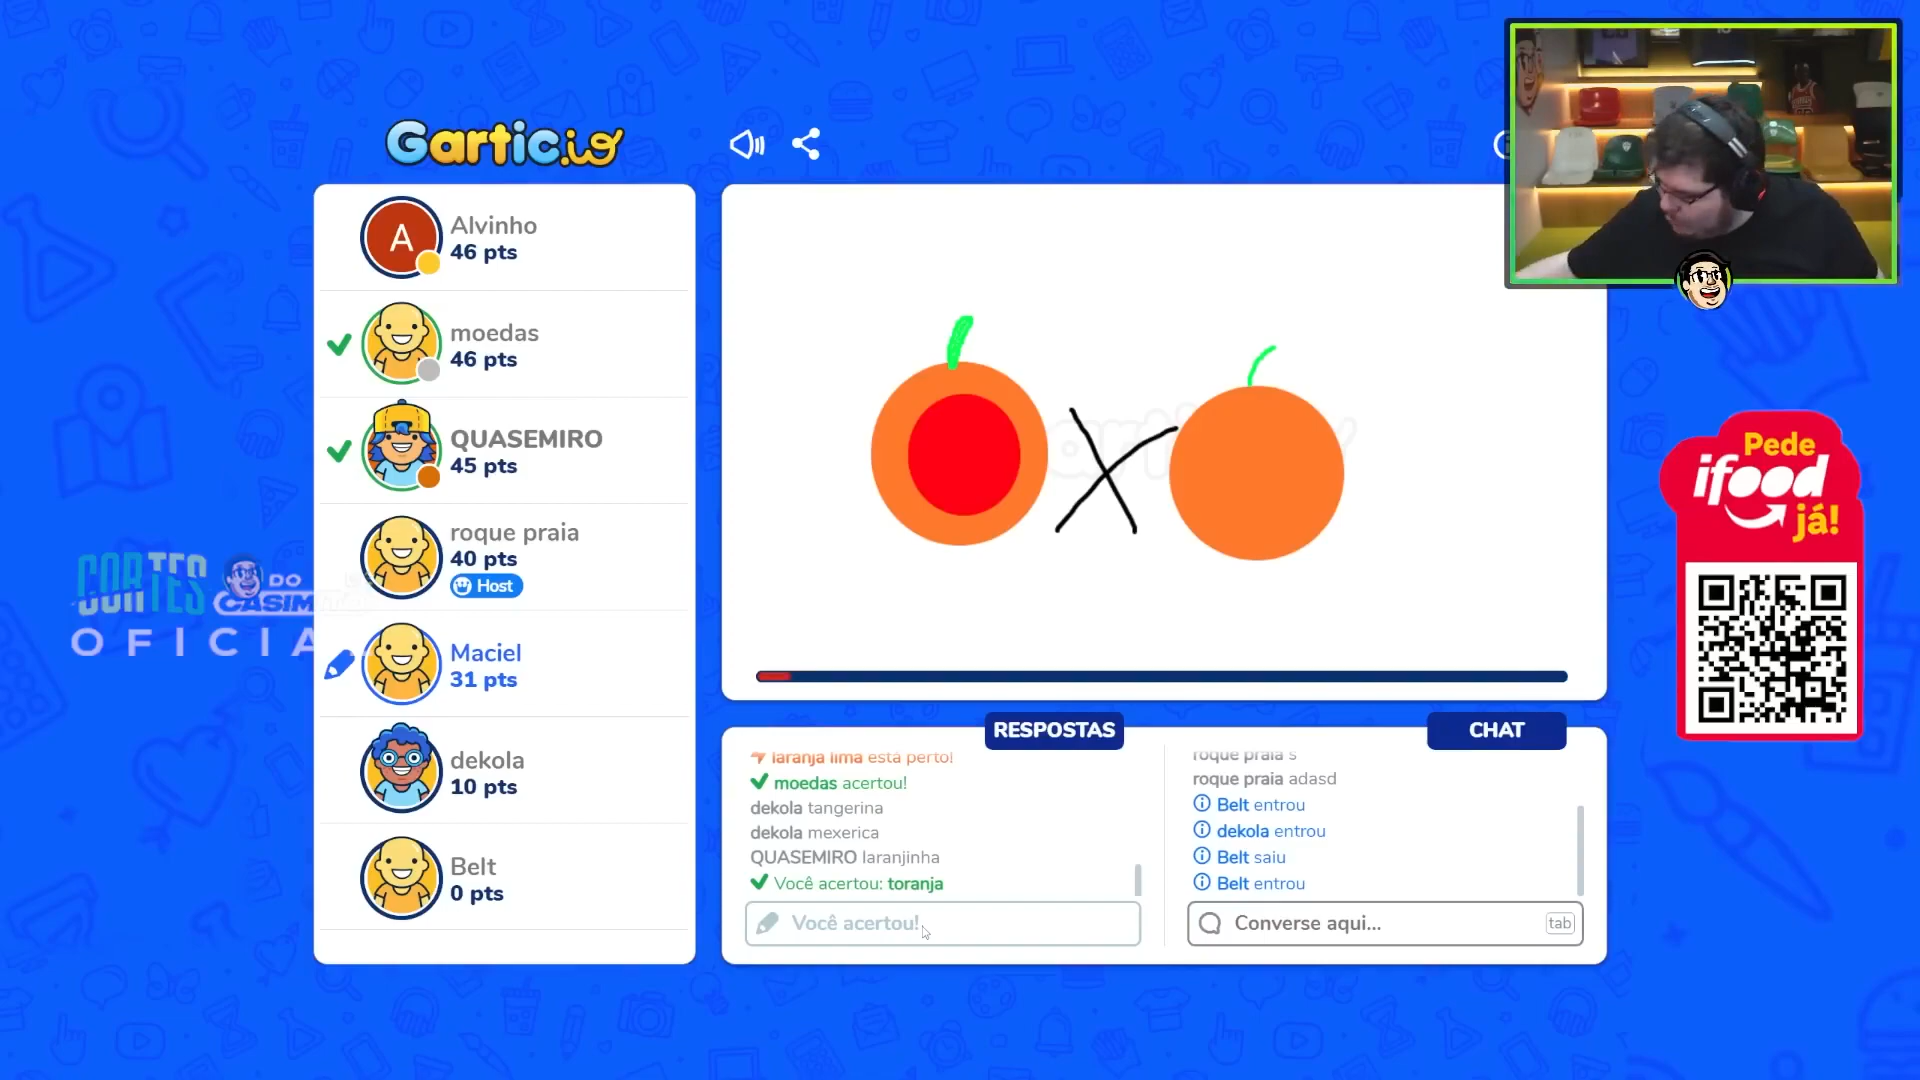 Gartic.io
A
Alvinho
46 pts
moedas
46 pts
QUASEMIRO
45 pts
roque praia
40 pts
Host
Maciel
31 pts
dekola
10 pts
Belt
0 pts
CORTES DO
CASIMITO
OFICIAL
RESPOSTAS
laranja lima está perto!
moedas acertou!
dekola tangerina
dekola mexerica
QUASEMIRO laranjinha
Você acertou: toranja
Você acertou!
CHAT
roque praia s
roque praia adasd
Belt entrou
dekola entrou
Belt saiu
Belt entrou
Converse aqui...
tab
Pede
ifood
já!